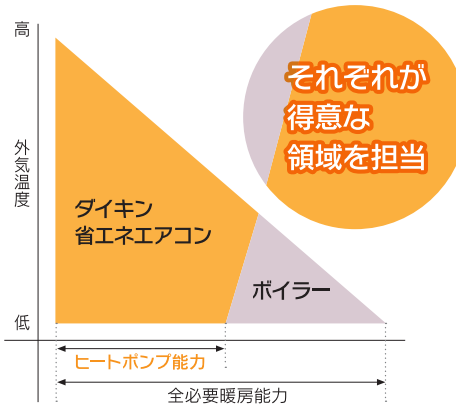 高
それぞれが
得意な
領域を担当
外気温度
ダイキン
省エネエアコン
ボイラー
低
ヒートポンプ能力
全必要暖房能力